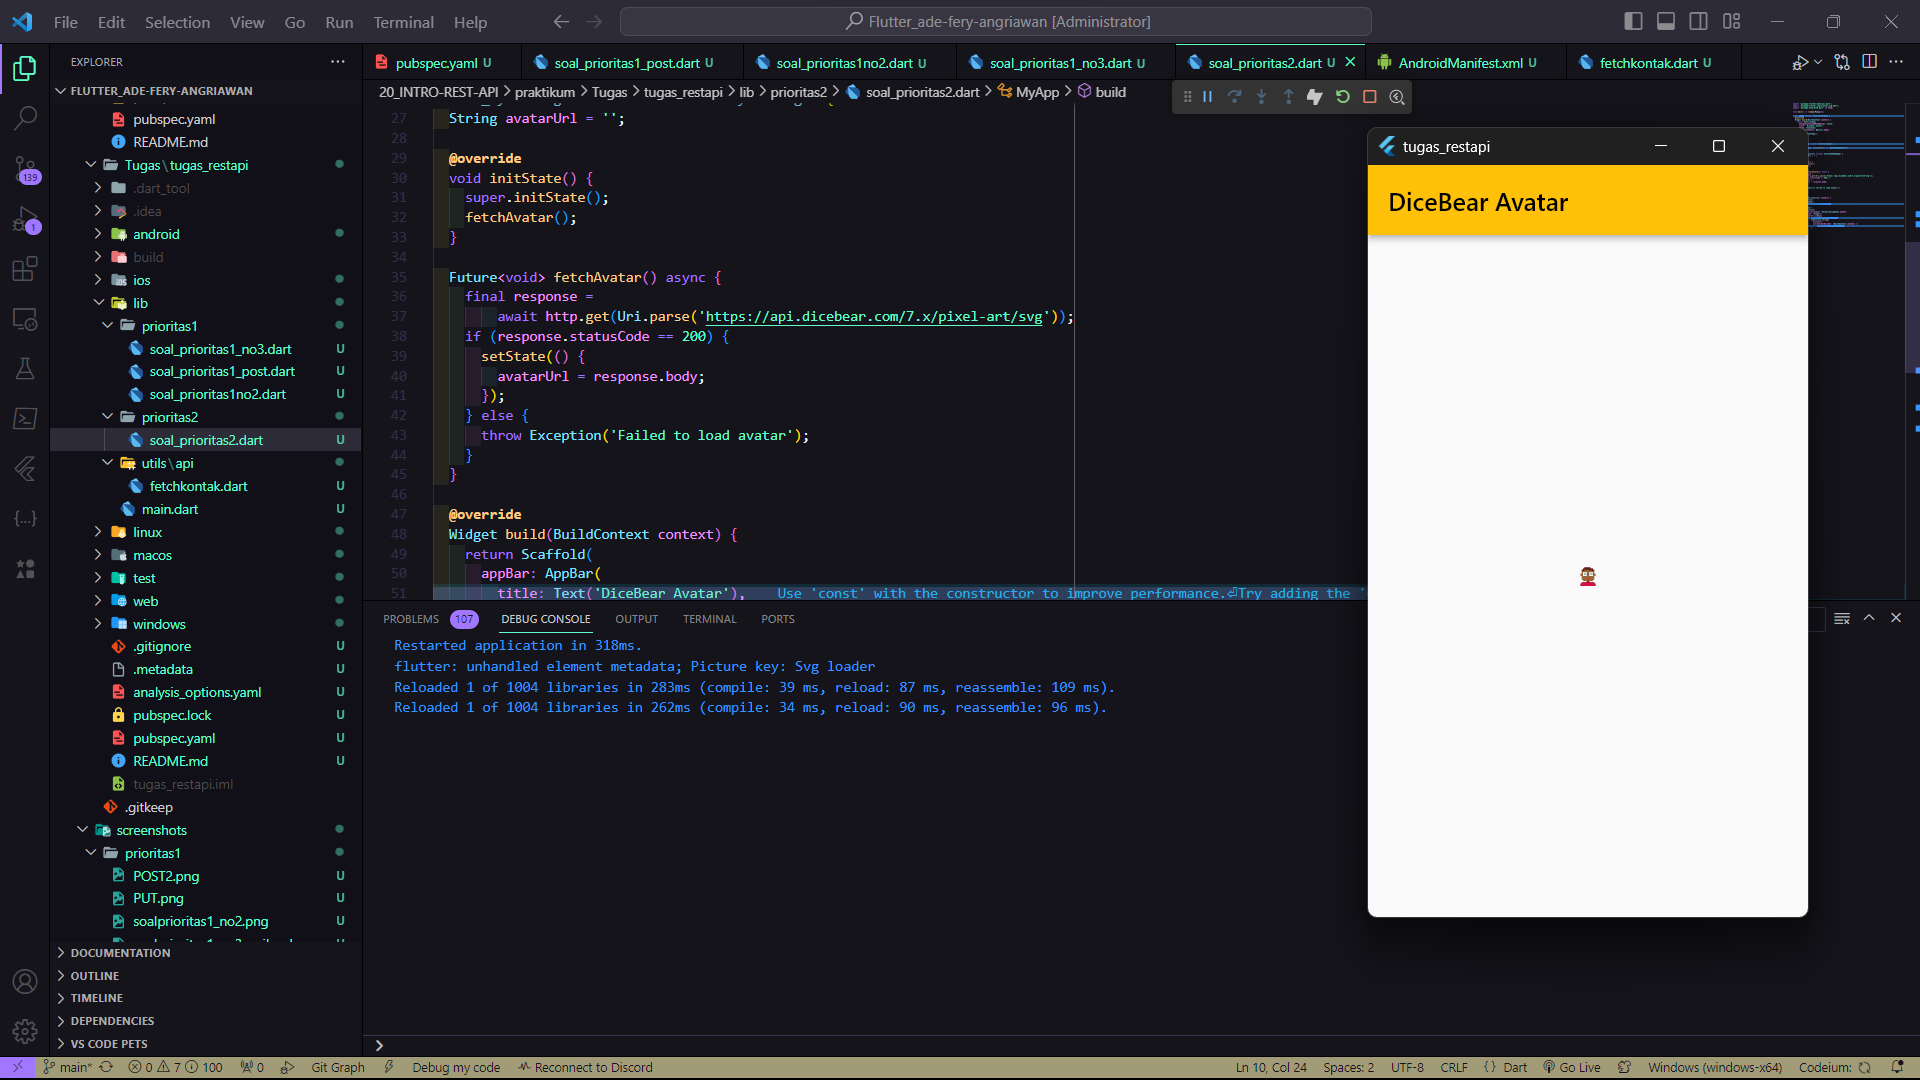 File Edit Selection View Go Run Terminal Help
Flutter_ade-fery-angriawan [Administrator]
EXPLORER
FLUTTER_ADE-FERY-ANGRIAWAN
pubspec.yaml
README.md
Tugas\tugas_restapi
.dart_tool
.idea
android
build
ios
lib
prioritas1
soal_prioritas1_no3.dart U
soal_prioritas1_post.dart U
soal_prioritas1no2.dart U
prioritas2
soal_prioritas2.dart U
utils\api
fetchkontak.dart U
main.dart U
linux
macos
test
web
windows
.gitignore U
.metadata U
analysis_options.yaml U
pubspec.lock U
pubspec.yaml U
README.md U
tugas_restapi.iml
.gitkeep
screenshots
prioritas1
POST2.png U
PUT.png U
soalprioritas1_no2.png U
DOCUMENTATION
OUTLINE
TIMELINE
DEPENDENCIES
VS CODE PETS
139
1
pubspec.yaml U
soal_prioritas1_post.dart U
soal_prioritas1no2.dart U
soal_prioritas1_no3.dart U
soal_prioritas2.dart U
AndroidManifest.xml U
fetchkontak.dart U
20_INTRO-REST-API > praktikum > Tugas > tugas_restapi > lib > prioritas2 > soal_prioritas2.dart > MyApp > build
27 String avatarUrl = '';
28
29 @override
30 void initState() {
31 super.initState();
32 fetchAvatar();
33 }
34
35 Future<void> fetchAvatar() async {
36 final response =
37 await http.get(Uri.parse('https://api.dicebear.com/7.x/pixel-art/svg'));
38 if (response.statusCode == 200) {
39 setState(() {
40 avatarUrl = response.body;
41 });
42 } else {
43 throw Exception('Failed to load avatar');
44 }
45 }
46
47 @override
48 Widget build(BuildContext context) {
49 return Scaffold(
50 appBar: AppBar(
51 title: Text('DiceBear Avatar'), Use 'const' with the constructor to improve performance.⏎Try adding the '
tugas_restapi
DiceBear Avatar
PROBLEMS 107 DEBUG CONSOLE OUTPUT TERMINAL PORTS
Restarted application in 318ms.
flutter: unhandled element metadata; Picture key: Svg loader
Reloaded 1 of 1004 libraries in 283ms (compile: 39 ms, reload: 87 ms, reassemble: 109 ms).
Reloaded 1 of 1004 libraries in 262ms (compile: 34 ms, reload: 90 ms, reassemble: 96 ms).
main* 0 7 100 0 Git Graph Debug my code Reconnect to Discord Ln 10, Col 24 Spaces: 2 UTF-8 CRLF {} Dart Go Live Windows (windows-x64) Codeium: